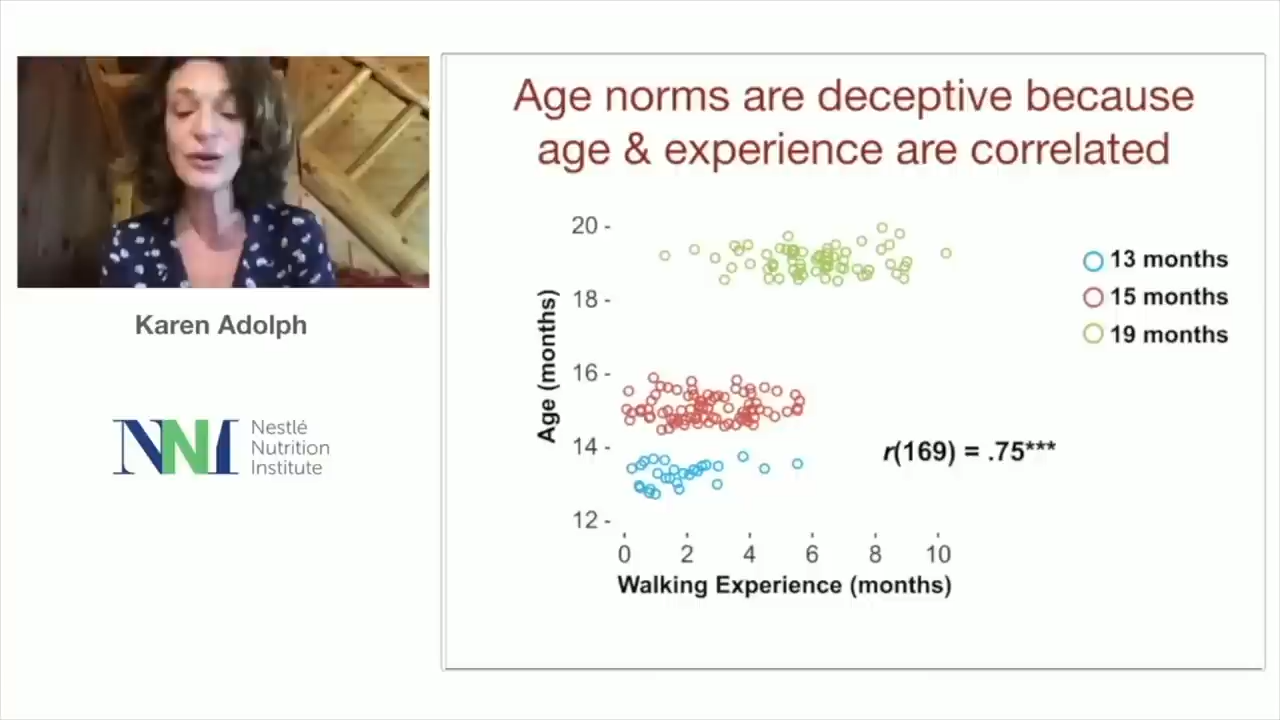 Age norms are deceptive because
age & experience are correlated
Karen Adolph
NNI
Nestlé
Nutrition
Institute
20
18
16
14
12
Age (months)
0 2 4 6 8 10
Walking Experience (months)
13 months
15 months
19 months
r(169) = .75***